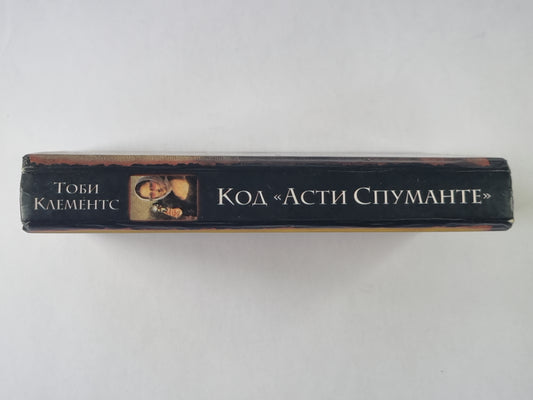 Тоби
Клементс
Код «Асти Спуманте»